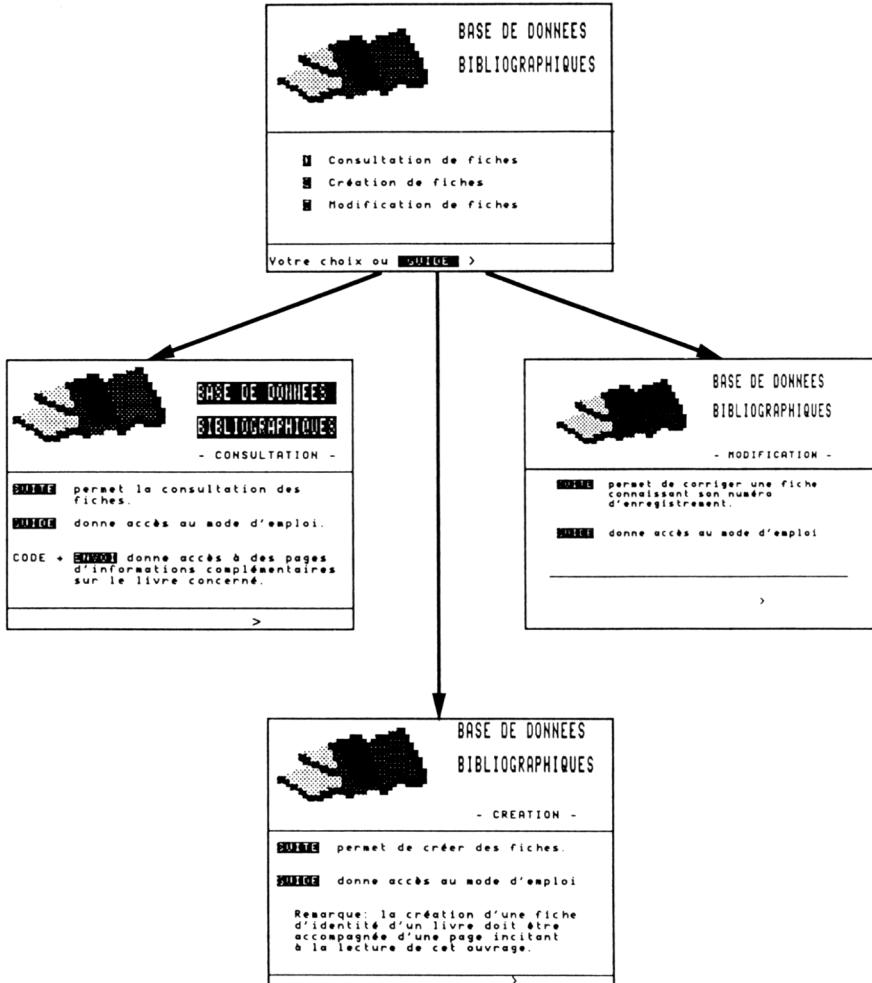 BASE DE DONNEES
BIBLIOGRAPHIQUES
Consultation de fiches
Création de fiches
Modification de fiches
Votre choix ou GUIDE >
BASE DE DONNEES
BIBLIOGRAPHIQUES
- CONSULTATION -
SUITE permet la consultation des
fiches.
GUIDE donne accès au mode d'emploi.
CODE + ENVOI donne accès à des pages
d'informations complémentaires
sur le livre concerné.
>
BASE DE DONNEES
BIBLIOGRAPHIQUES
- MODIFICATION -
SUITE permet de corriger une fiche
connaissant son numéro
d'enregistrement.
GUIDE donne accès au mode d'emploi
>
BASE DE DONNEES
BIBLIOGRAPHIQUES
- CREATION -
SUITE permet de créer des fiches.
GUIDE donne accès au mode d'emploi
Remarque: la création d'une fiche
d'identité d'un livre doit être
accompagnée d'une page incitant
à la lecture de cet ouvrage.
>